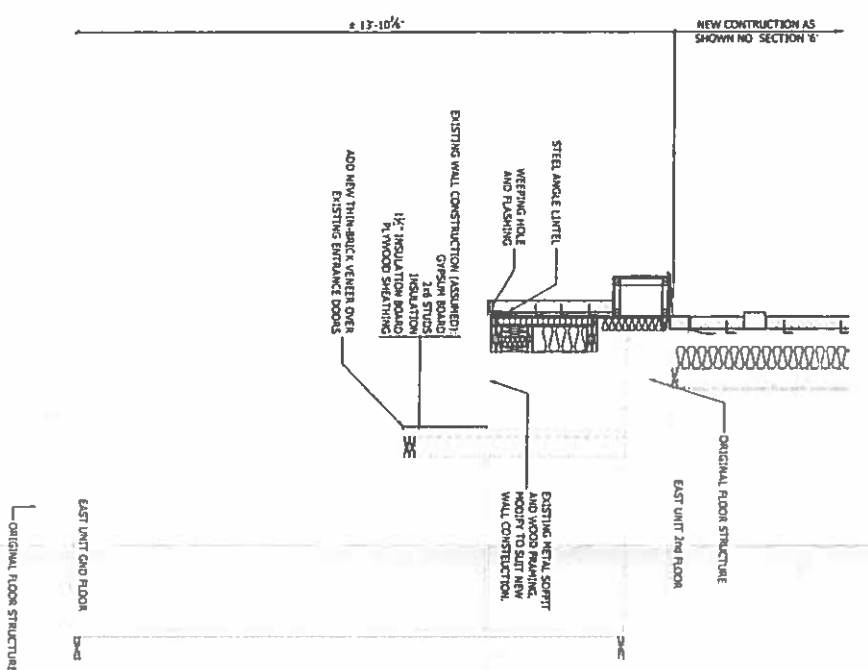 ± 13'-10⅞"
NEW CONTRUCTION AS
SHOWN NO SECTION '6'
STEEL ANGLE LINTEL
WEEPING HOLE
AND FLASHING
EXISTING WALL CONSTRUCTION (ASSUMED):
GYPSUM BOARD
2x6 STUDS
INSULATION
1½" INSULATION BOARD
PLYWOOD SHEATHING
ADD NEW THIN-BRICK VENEER OVER
EXISTING ENTRANCE DOORS
ORIGINAL FLOOR STRUCTURE
EAST UNIT 2nd FLOOR
EXISTING METAL SOFFIT
AND WOOD FRAMING,
MODIFY TO SUIT NEW
WALL CONSTRUCTION.
EAST UNIT GND FLOOR
ORIGINAL FLOOR STRUCTURE